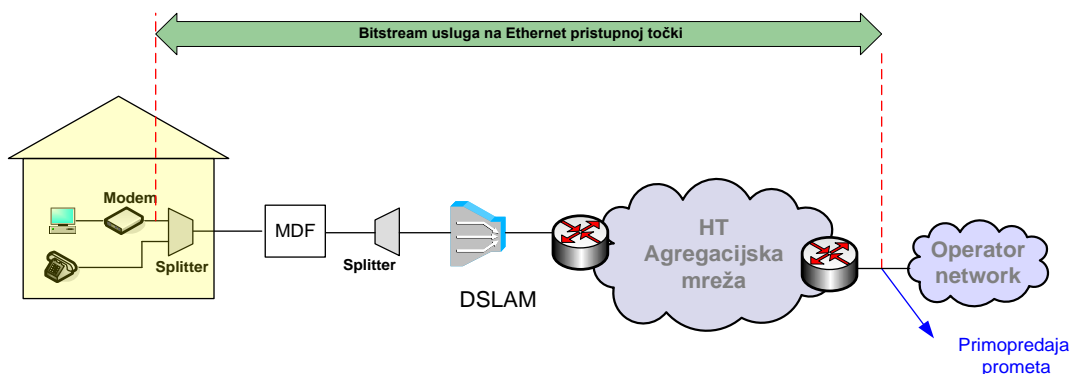 Bitstream usluga na Ethernet pristupnoj točki
Modem
Splitter
MDF
Splitter
DSLAM
HT
Agregacijska
mreža
Operator
network
Primopredaja
prometa